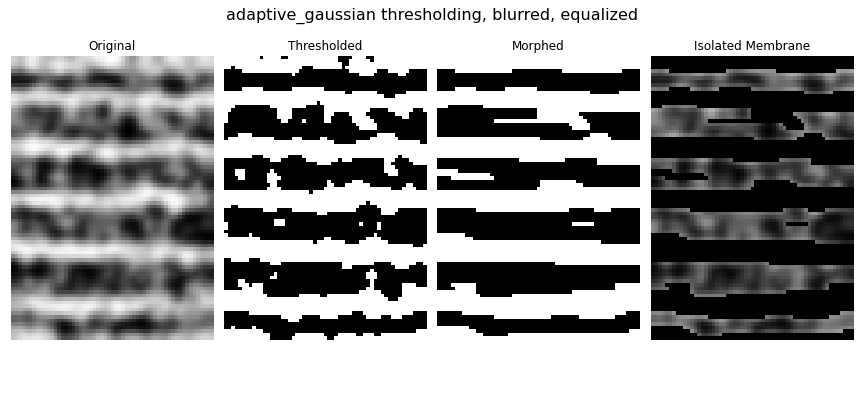 adaptive_gaussian thresholding, blurred, equalized
Original
Thresholded
Morphed
Isolated Membrane